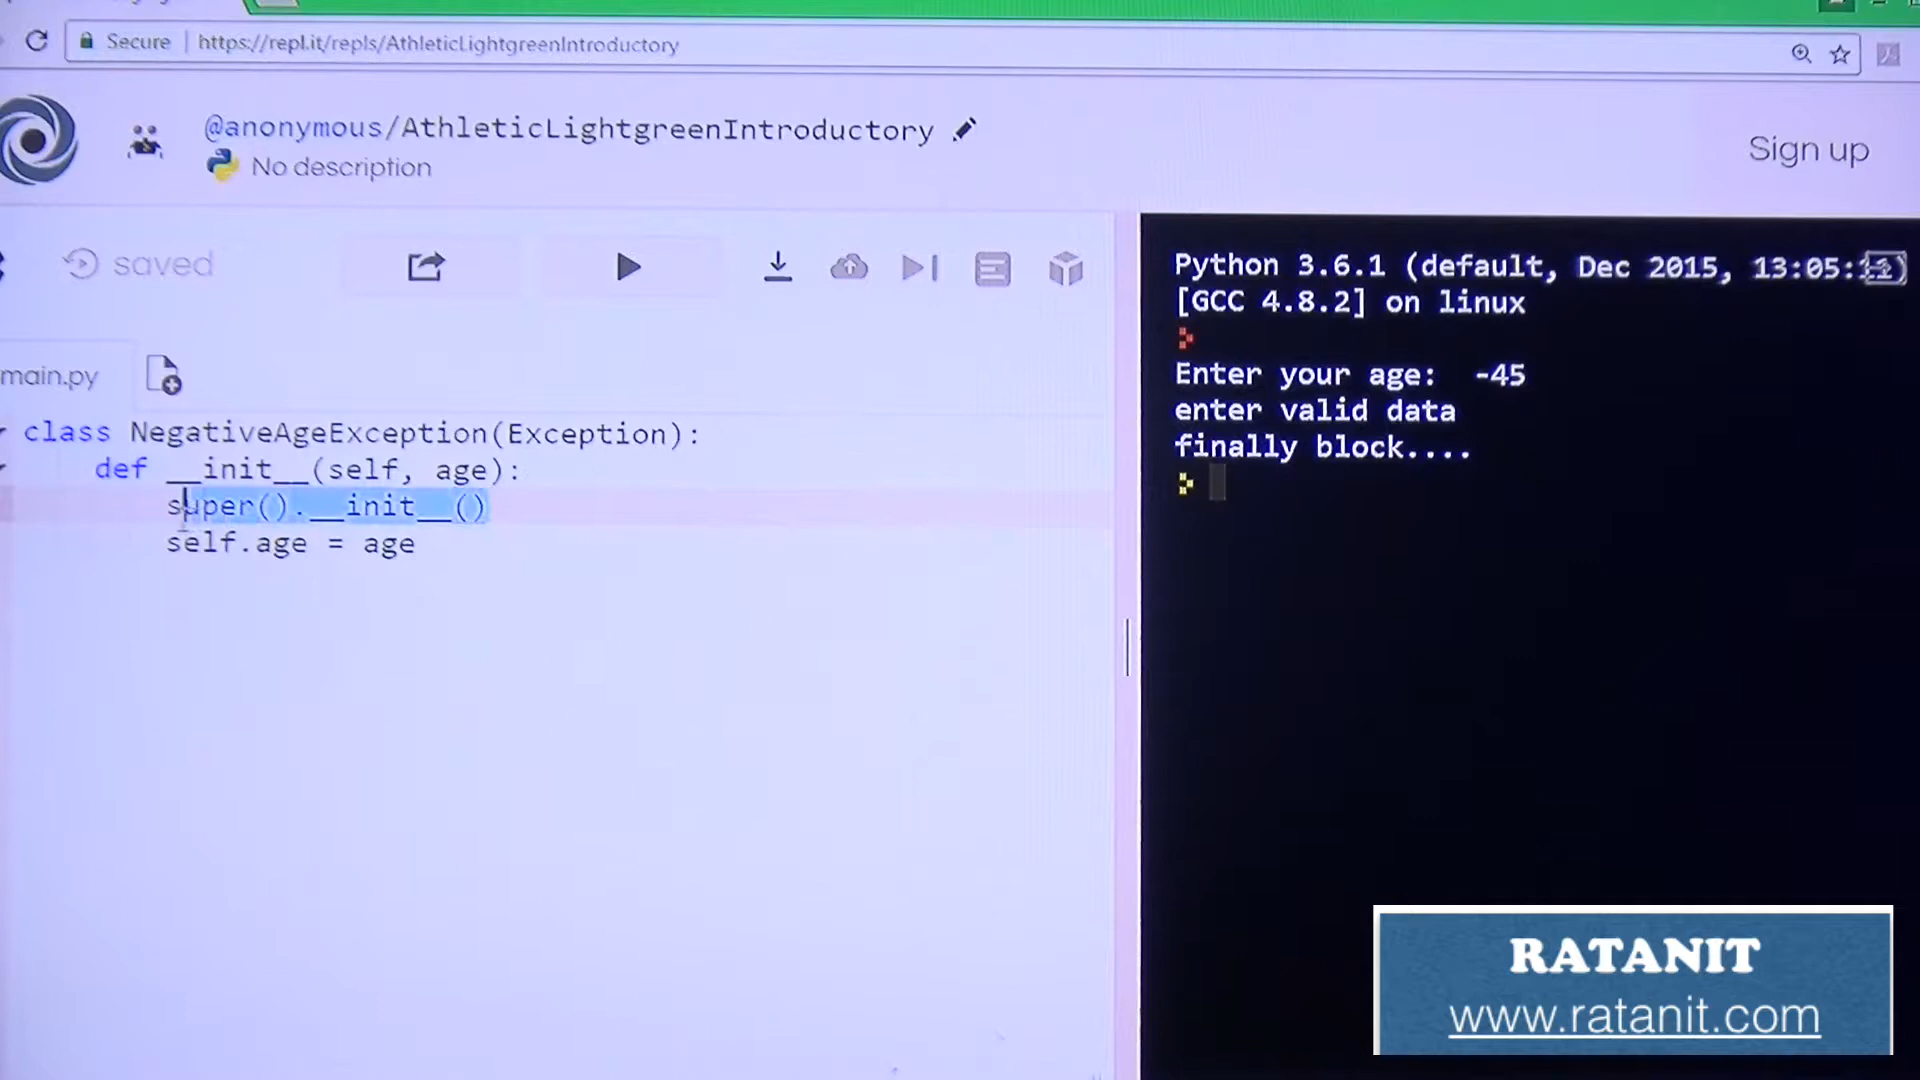 Secure | https://repl.it/repls/AthleticLightgreenIntroductory
@anonymous/AthleticLightgreenIntroductory
No description
Sign up
saved
main.py
class NegativeAgeException(Exception):
def __init__(self, age):
super().__init__()
self.age = age
Python 3.6.1 (default, Dec 2015, 13:05:
[GCC 4.8.2] on linux
Enter your age: -45
enter valid data
finally block....
RATANIT
www.ratanit.com